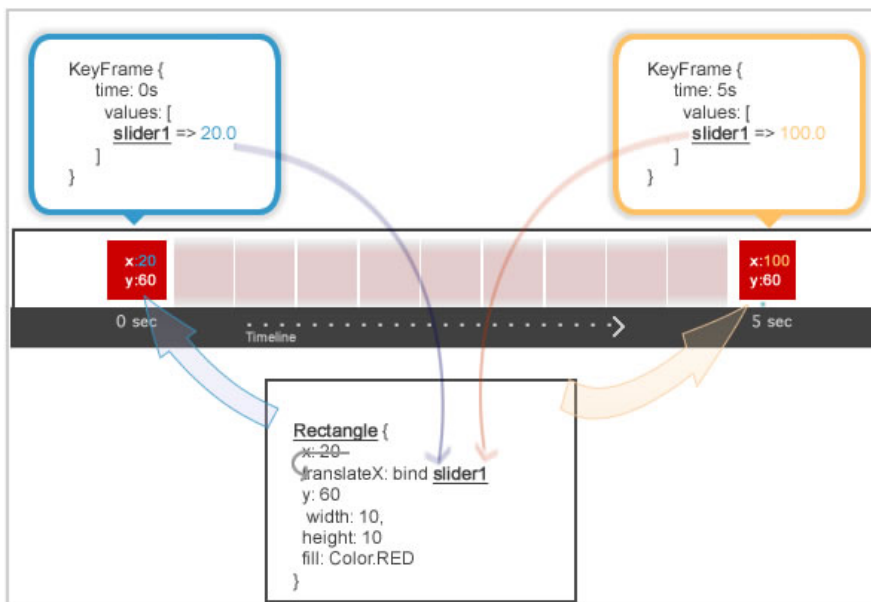 KeyFrame {
time: 0s
values: [
slider1 => 20.0
]
}
KeyFrame {
time: 5s
values: [
slider1 => 100.0
]
}
x:20
y:60
x:100
y:60
0 sec
Timeline
5 sec
Rectangle {
x: 20
translateX: bind slider1
y: 60
width: 10,
height: 10
fill: Color.RED
}